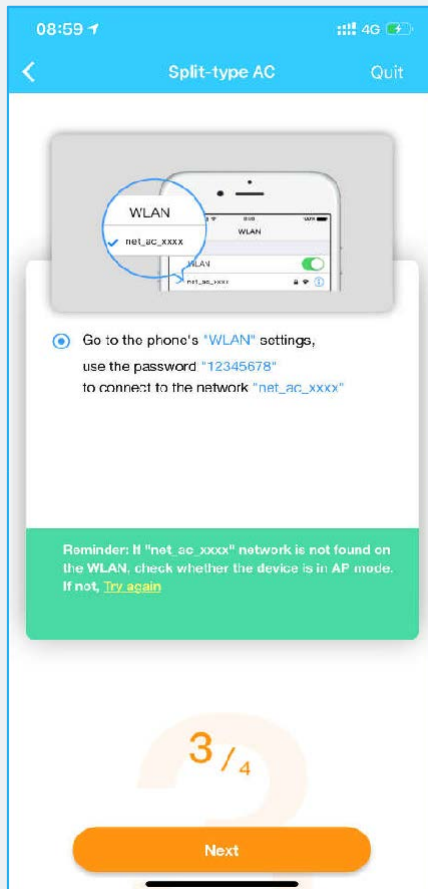 08:59
4G
Split-type AC
Quit
WLAN
net_ac_xxxx
WLAN
WLAN
net_ac_xxxx
Go to the phone's "WLAN" settings,
use the password "12345678"
to connect to the network "net_ac_xxxx"
Reminder: If "net_ac_xxxx" network is not found on
the WLAN, check whether the device is in AP mode.
If not, Try again
3/4
Next